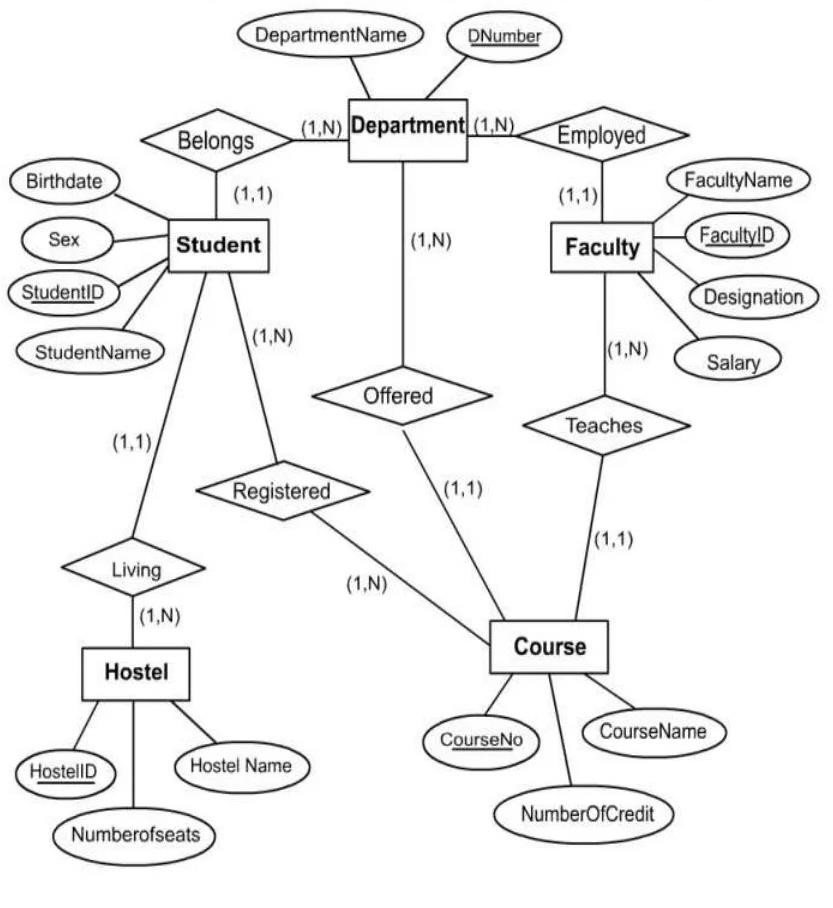 DepartmentName
DNumber
Belongs
(1,N)
Department
(1,N)
Employed
Birthdate
(1,1)
(1,1)
FacultyName
Sex
Student
(1,N)
Faculty
FacultyID
StudentID
Designation
StudentName
(1,N)
(1,N)
Salary
Offered
Teaches
(1,1)
Registered
(1,1)
(1,1)
Living
(1,N)
(1,N)
Hostel
Course
HostelID
Hostel Name
CourseNo
CourseName
Numberofseats
NumberOfCredit